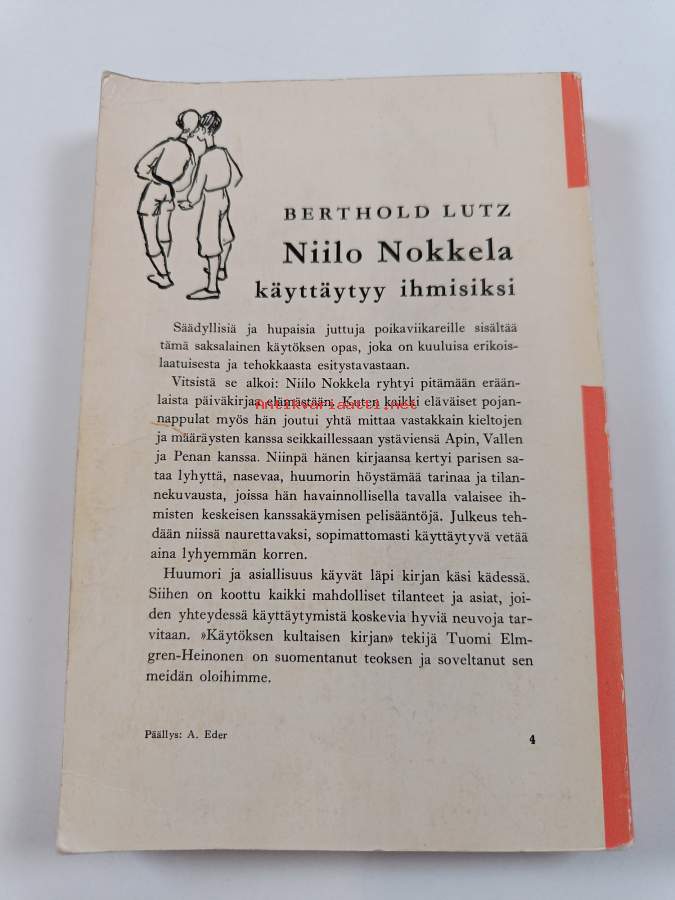 BERTHOLD LUTZ
Niilo Nokkela
käyttäytyy ihmisiksi
Säädyllisiä ja hupaisia juttuja poikaviikareille sisältää
tämä saksalainen käytöksen opas, joka on kuuluisa erikois-
laatuisesta ja tehokkaasta esitystavastaan.
Vitsistä se alkoi: Niilo Nokkela ryhtyi pitämään erään-
laista päiväkirjaa elämästään. Kuten kaikki eläväiset pojan-
Antikvariaatti.net
nappulat myös hän joutui yhtä mittaa vastakkain kieltojen
ja määräysten kanssa seikkaillessaan ystäviensä Apin, Vallen
ja Penan kanssa. Niinpä hänen kirjaansa kertyi parisen sa-
taa lyhyttä, nasevaa, huumorin höystämää tarinaa ja tilan-
nekuvausta, joissa hän havainnollisella tavalla valaisee ih-
misten keskeisen kanssakäymisen pelisääntöjä. Julkeus teh-
dään niissä naurettavaksi, sopimattomasti käyttäytyvä vetää
aina lyhyemmän korren.
Huumori ja asiallisuus käyvät läpi kirjan käsi kädessä.
Siihen on koottu kaikki mahdolliset tilanteet ja asiat, joi-
den yhteydessä käyttäytymistä koskevia hyviä neuvoja tar-
vitaan. »Käytöksen kultaisen kirjan» tekijä Tuomi Elm-
gren-Heinonen on suomentanut teoksen ja soveltanut sen
meidän oloihimme.
Päällys: A. Eder
4